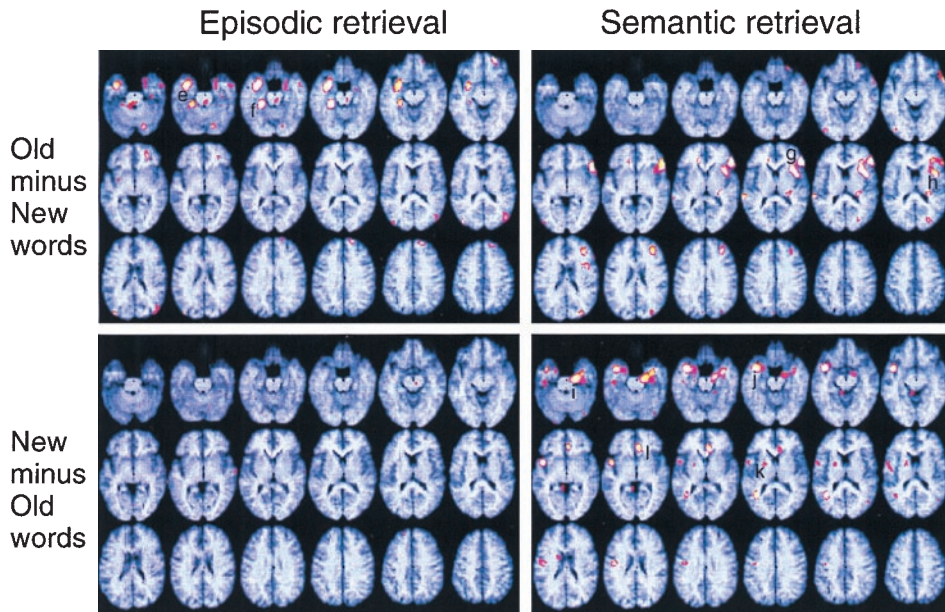 Episodic retrieval
Semantic retrieval
Old
minus
New
words
e
f
g
h
New
minus
Old
words
i
j
l
k